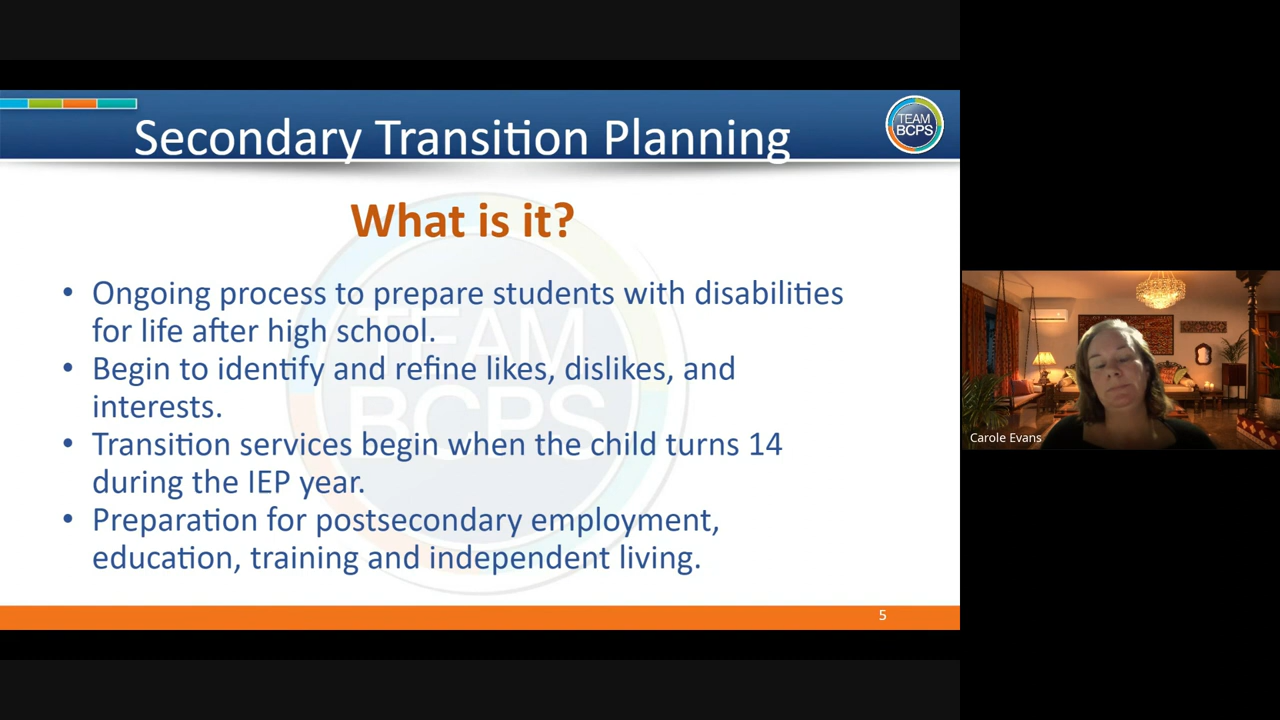 Secondary Transition Planning
TEAM
BCPS
What is it?
• Ongoing process to prepare students with disabilities
for life after high school.
• Begin to identify and refine likes, dislikes, and
interests.
• Transition services begin when the child turns 14
during the IEP year.
• Preparation for postsecondary employment,
education, training and independent living.
TEAM
BCPS
5
Carole Evans